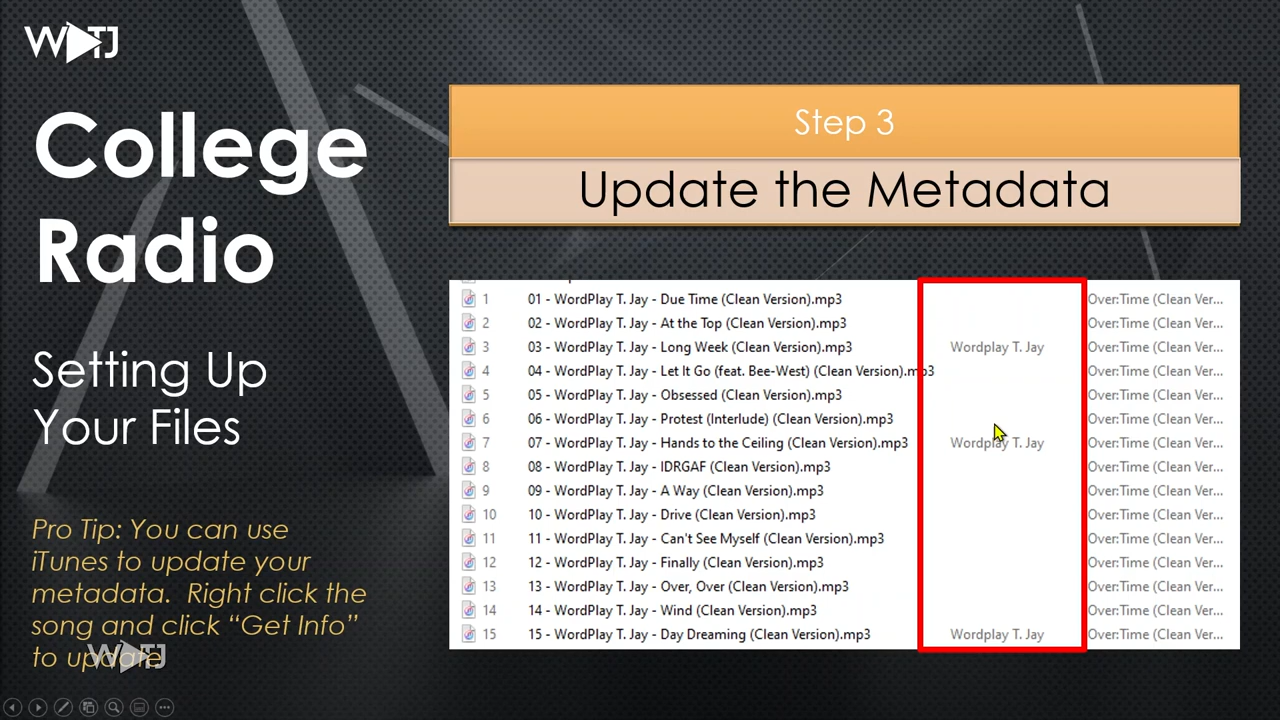 W TJ
College
Radio
Setting Up
Your Files
Pro Tip: You can use
iTunes to update your
metadata. Right click the
song and click “Get Info”
to update
W TJ
Step 3
Update the Metadata
1 01 - WordPlay T. Jay - Due Time (Clean Version).mp3 Over:Time (Clean Ver...
2 02 - WordPlay T. Jay - At the Top (Clean Version).mp3 Over:Time (Clean Ver...
3 03 - WordPlay T. Jay - Long Week (Clean Version).mp3 Wordplay T. Jay Over:Time (Clean Ver...
4 04 - WordPlay T. Jay - Let It Go (feat. Bee-West) (Clean Version).mp3 Over:Time (Clean Ver...
5 05 - WordPlay T. Jay - Obsessed (Clean Version).mp3 Over:Time (Clean Ver...
6 06 - WordPlay T. Jay - Protest (Interlude) (Clean Version).mp3 Over:Time (Clean Ver...
7 07 - WordPlay T. Jay - Hands to the Ceiling (Clean Version).mp3 Wordplay T. Jay Over:Time (Clean Ver...
8 08 - WordPlay T. Jay - IDRGAF (Clean Version).mp3 Over:Time (Clean Ver...
9 09 - WordPlay T. Jay - A Way (Clean Version).mp3 Over:Time (Clean Ver...
10 10 - WordPlay T. Jay - Drive (Clean Version).mp3 Over:Time (Clean Ver...
11 11 - WordPlay T. Jay - Can't See Myself (Clean Version).mp3 Over:Time (Clean Ver...
12 12 - WordPlay T. Jay - Finally (Clean Version).mp3 Over:Time (Clean Ver...
13 13 - WordPlay T. Jay - Over, Over (Clean Version).mp3 Over:Time (Clean Ver...
14 14 - WordPlay T. Jay - Wind (Clean Version).mp3 Over:Time (Clean Ver...
15 15 - WordPlay T. Jay - Day Dreaming (Clean Version).mp3 Wordplay T. Jay Over:Time (Clean Ver...